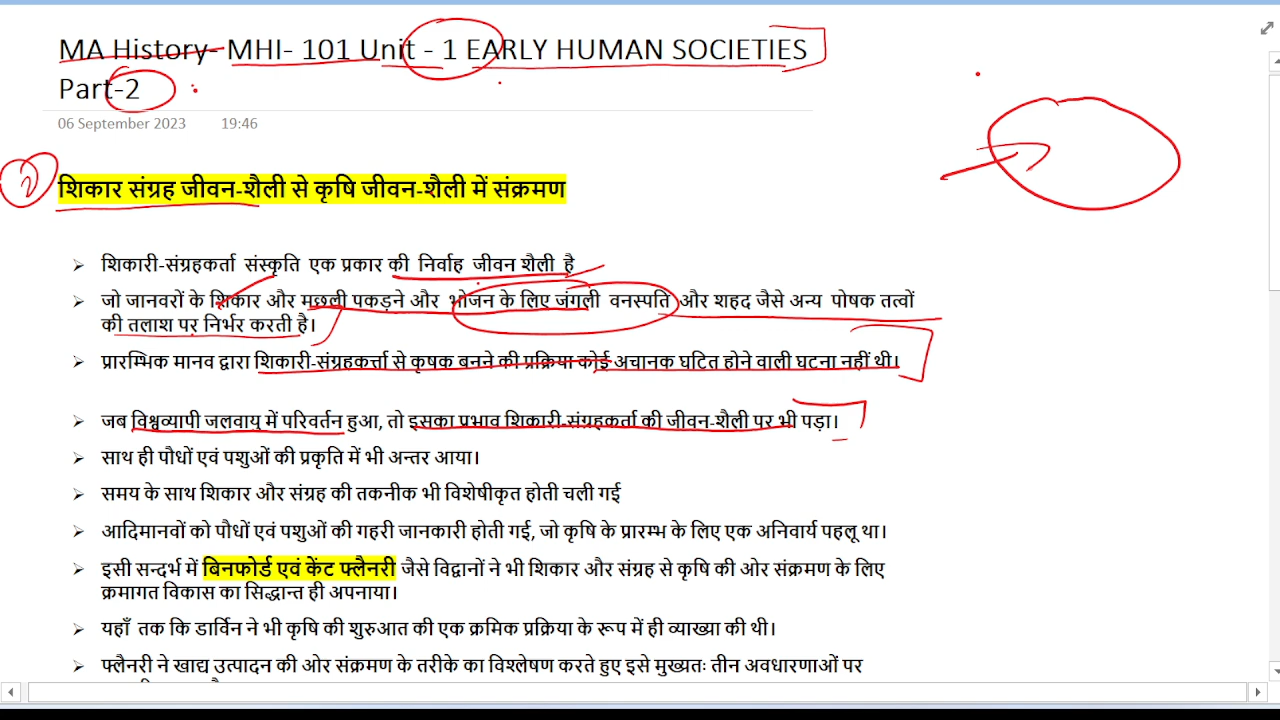 MA History- MHI- 101 Unit - 1 EARLY HUMAN SOCIETIES
Part-2
06 September 2023 19:46
2
शिकार संग्रह जीवन-शैली से कृषि जीवन-शैली में संक्रमण
शिकारी-संग्रहकर्ता संस्कृति एक प्रकार की निर्वाह जीवन शैली है
जो जानवरों के शिकार और मछली पकड़ने और भोजन के लिए जंगली वनस्पति और शहद जैसे अन्य पोषक तत्वों
की तलाश पर निर्भर करती है।
प्रारम्भिक मानव द्वारा शिकारी-संग्रहकर्त्ता से कृषक बनने की प्रक्रिया कोई अचानक घटित होने वाली घटना नहीं थी।
जब विश्वव्यापी जलवायु में परिवर्तन हुआ, तो इसका प्रभाव शिकारी-संग्रहकर्ता की जीवन-शैली पर भी पड़ा।
साथ ही पौधों एवं पशुओं की प्रकृति में भी अन्तर आया।
समय के साथ शिकार और संग्रह की तकनीक भी विशेषीकृत होती चली गई
आदिमानवों को पौधों एवं पशुओं की गहरी जानकारी होती गई, जो कृषि के प्रारम्भ के लिए एक अनिवार्य पहलू था।
इसी सन्दर्भ में बिनफोर्ड एवं केंट फ्लैनरी जैसे विद्वानों ने भी शिकार और संग्रह से कृषि की ओर संक्रमण के लिए
क्रमागत विकास का सिद्धान्त ही अपनाया।
यहाँ तक कि डार्विन ने भी कृषि की शुरुआत की एक क्रमिक प्रक्रिया के रूप में ही व्याख्या की थी।
फ्लैनरी ने खाद्य उत्पादन की ओर संक्रमण के तरीके का विश्लेषण करते हुए इसे मुख्यतः तीन अवधारणाओं पर